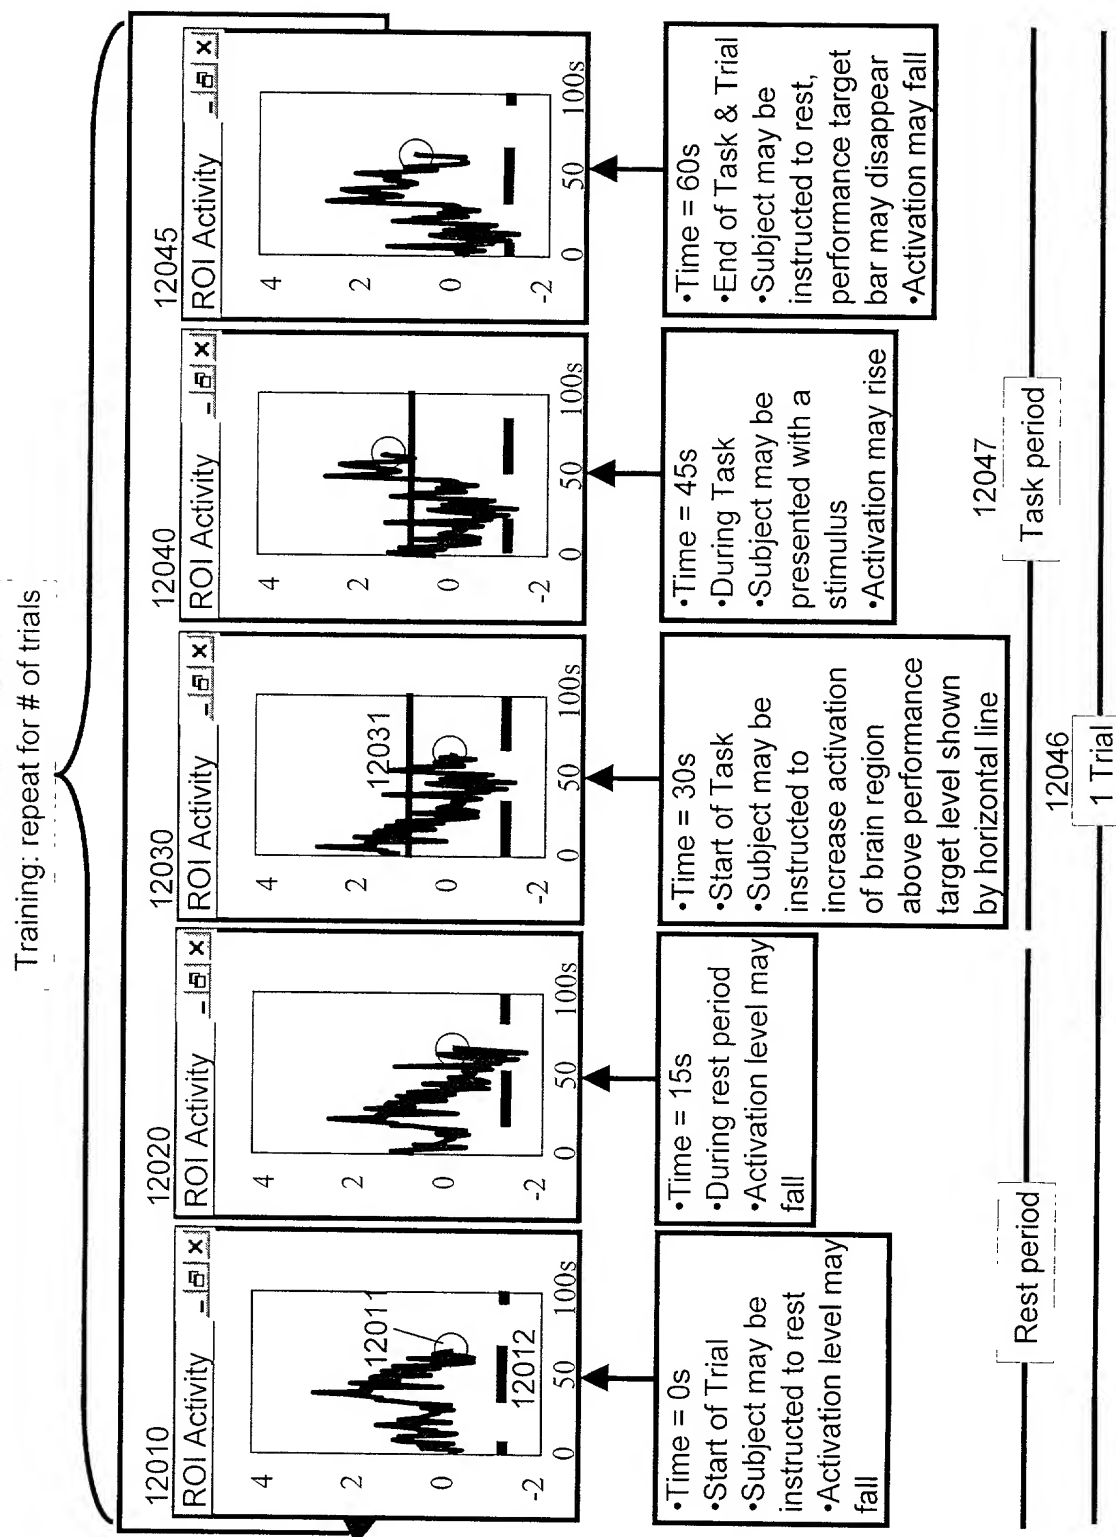 Training: repeat for # of trials
12010
ROI Activity
4
2
0
-2
0
50
100s
12011
12012
•Time = 0s
•Start of Trial
•Subject may be
instructed to rest
•Activation level may
fall
12020
ROI Activity
4
2
0
-2
0
50
100s
•Time = 15s
•During rest period
•Activation level may
fall
12030
ROI Activity
4
2
0
-2
0
50
100s
12031
•Time = 30s
•Start of Task
•Subject may be
instructed to
increase activation
of brain region
above performance
target level shown
by horizontal line
12040
ROI Activity
4
2
0
-2
0
50
100s
•Time = 45s
•During Task
•Subject may be
presented with a
stimulus
•Activation may rise
12045
ROI Activity
4
2
0
-2
0
50
100s
•Time = 60s
•End of Task & Trial
•Subject may be
instructed to rest,
performance target
bar may disappear
•Activation may fall
Rest period
12047
Task period
12046
1 Trial